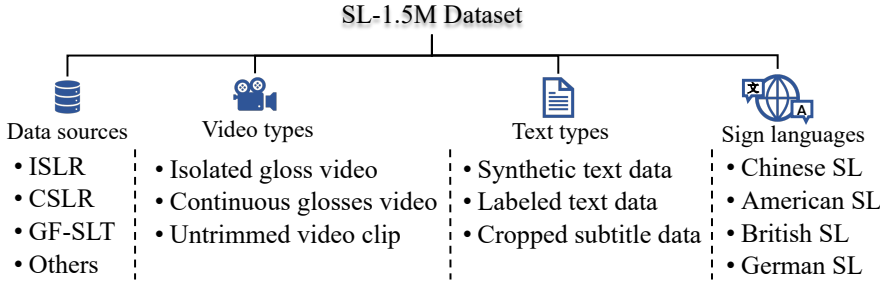 SL-1.5M Dataset
Data sources
• ISLR
• CSLR
• GF-SLT
• Others
Video types
• Isolated gloss video
• Continuous glosses video
• Untrimmed video clip
Text types
• Synthetic text data
• Labeled text data
• Cropped subtitle data
文
A
Sign languages
• Chinese SL
• American SL
• British SL
• German SL